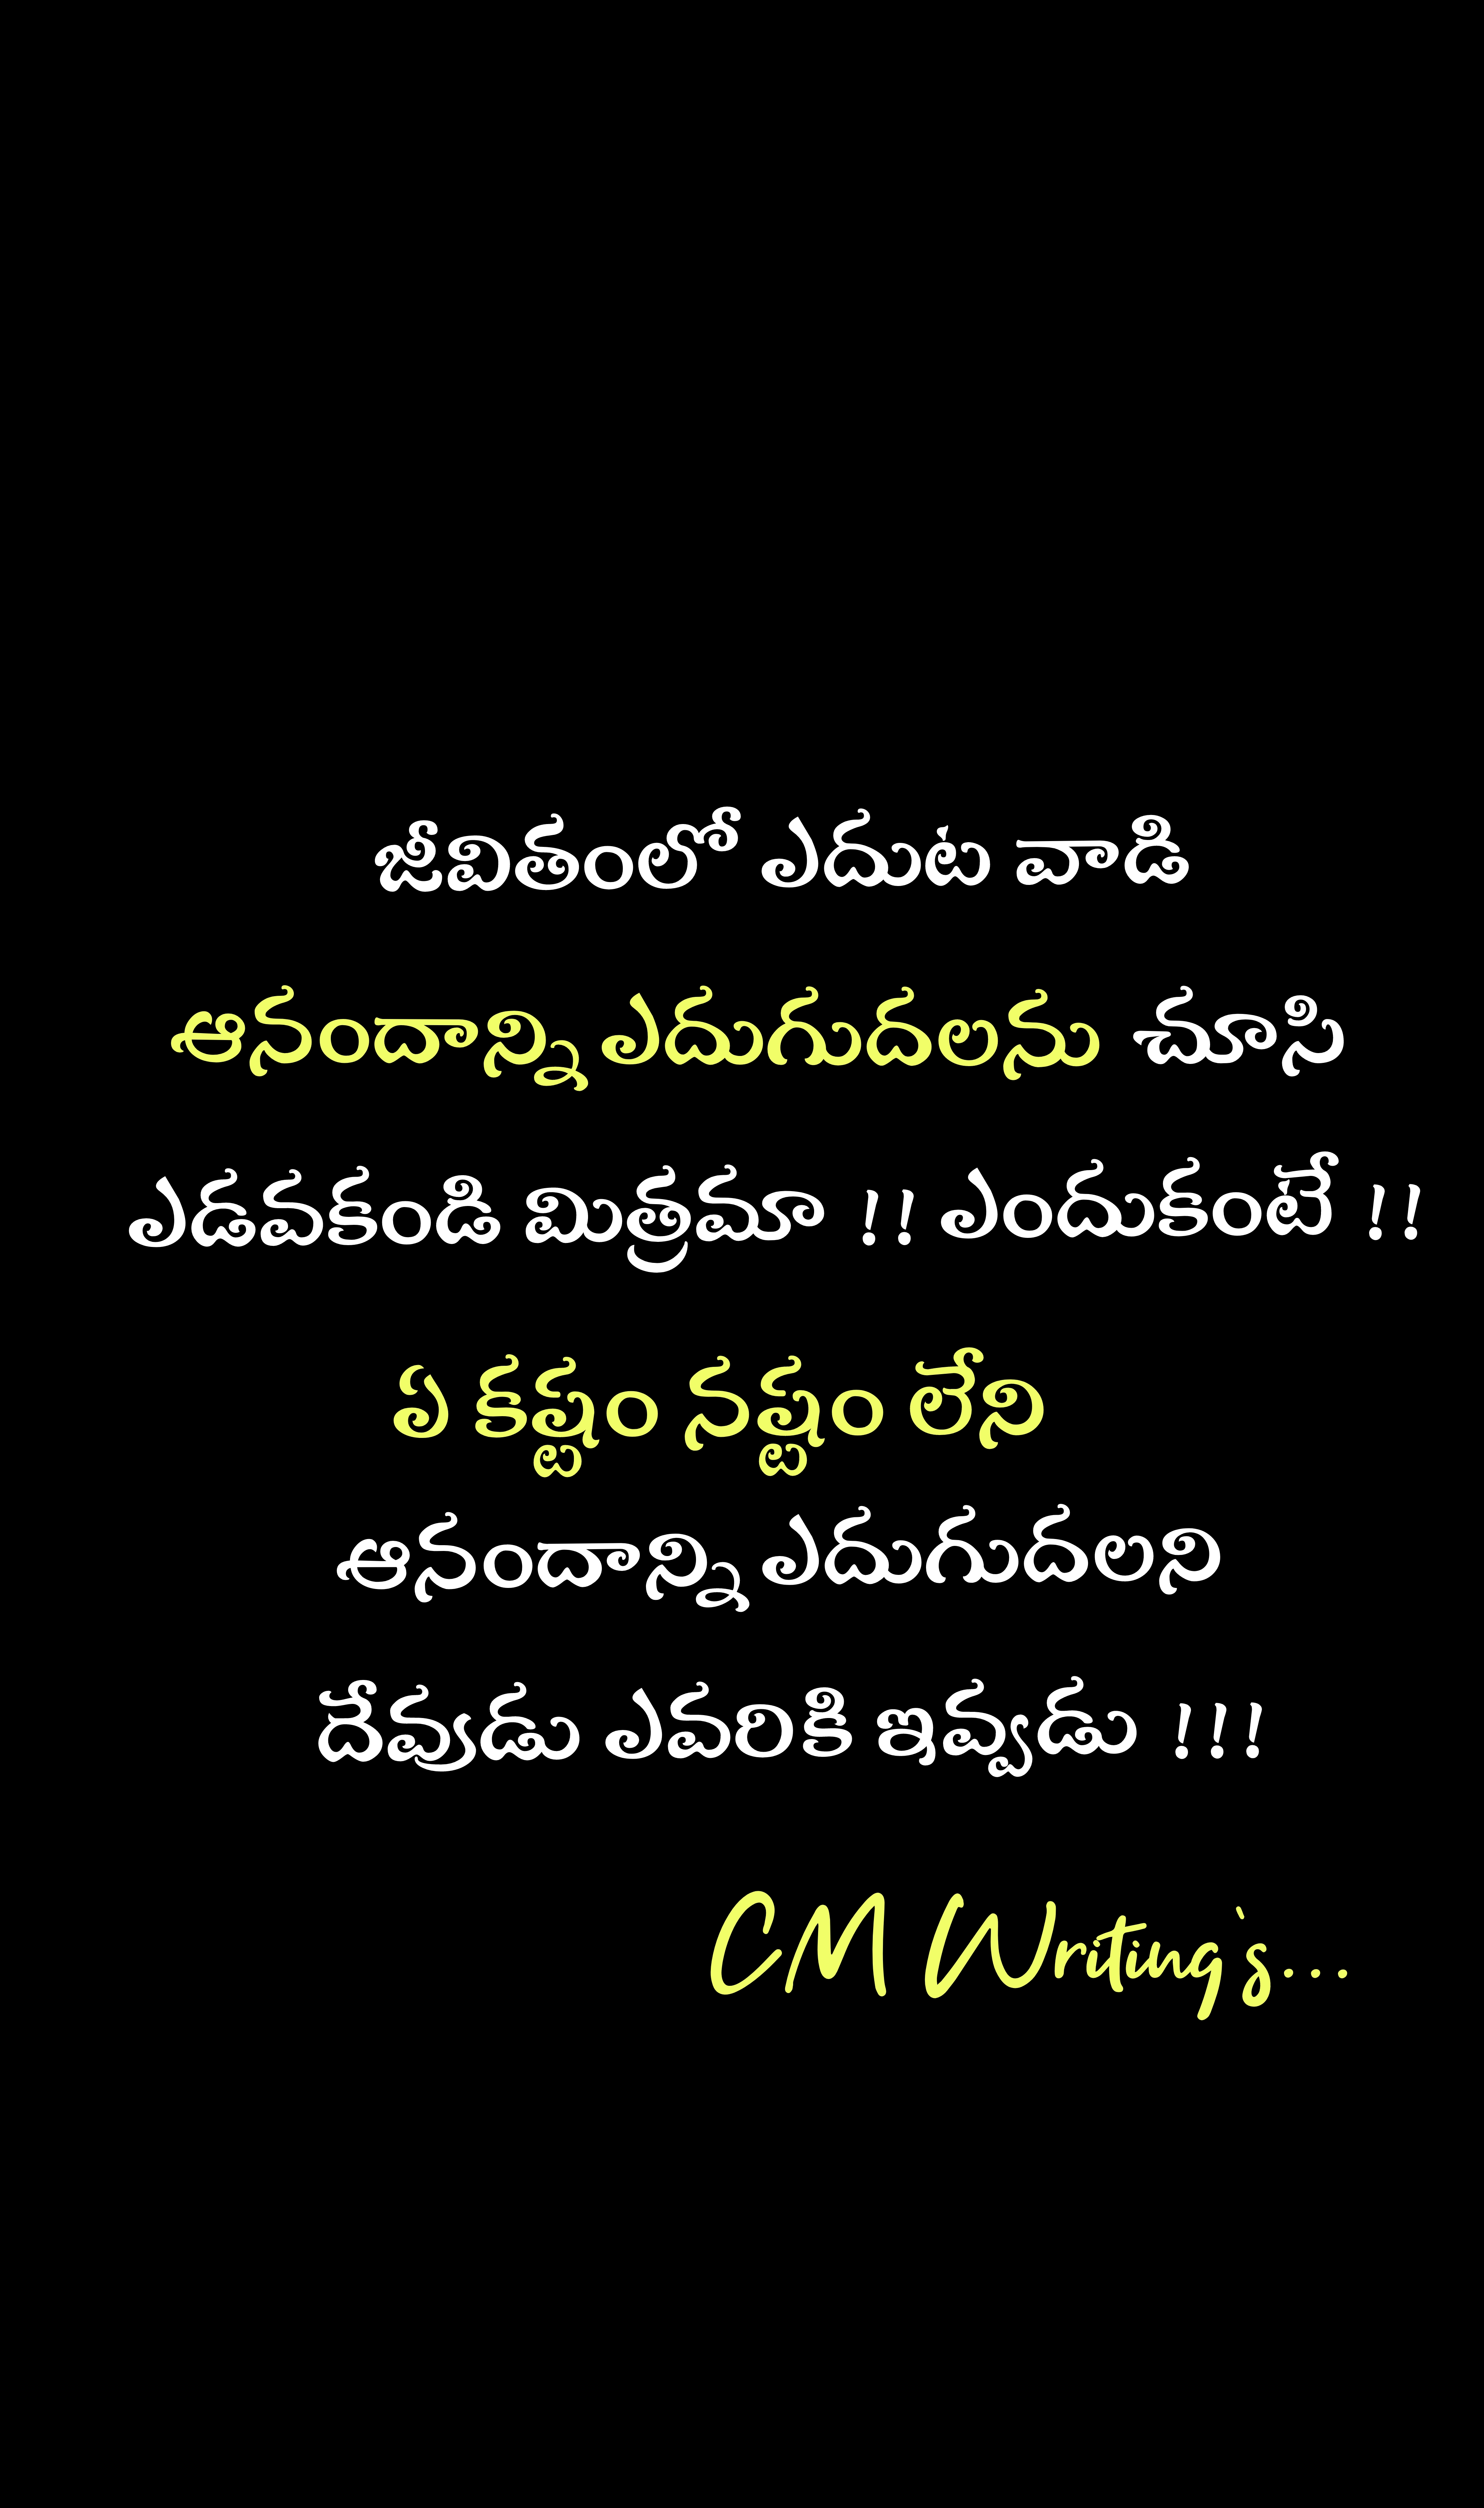 జీవితంలో ఎదుట వాడి
ఆనందాన్ని ఎదుగుదలను చూసి
ఎడవకండి మిత్రమా !! ఎందుకంటే !!
ఏ కష్టం నష్టం లేని
ఆనందాన్ని ఎదుగుదలని
దేవుడు ఎవరికి ఇవ్వడు !!!
CM Writing's...